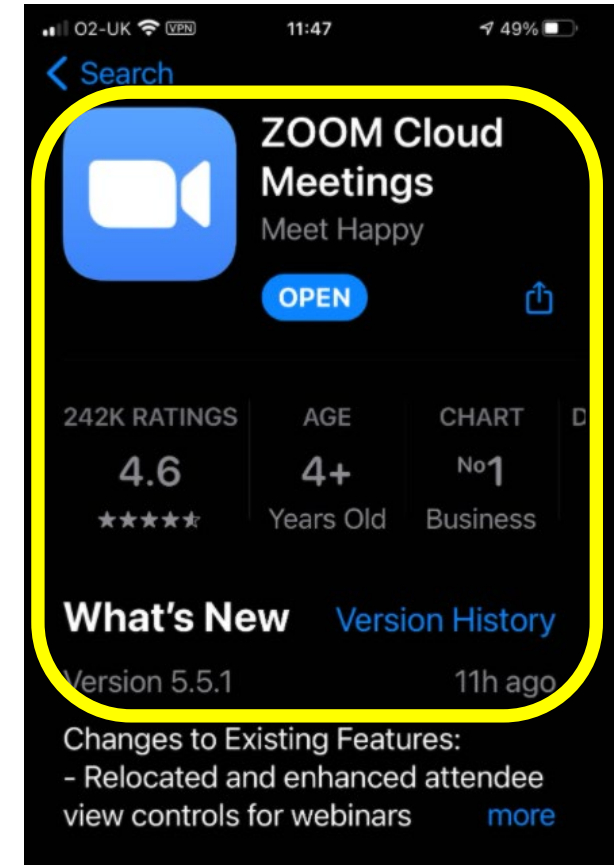 O2-UK VPN 11:47 49%
Search
ZOOM Cloud
Meetings
Meet Happy
OPEN
242K RATINGS AGE CHART D
4.6 4+ No1
Years Old Business
What's New Version History
Version 5.5.1 11h ago
Changes to Existing Features:
- Relocated and enhanced attendee
view controls for webinars more